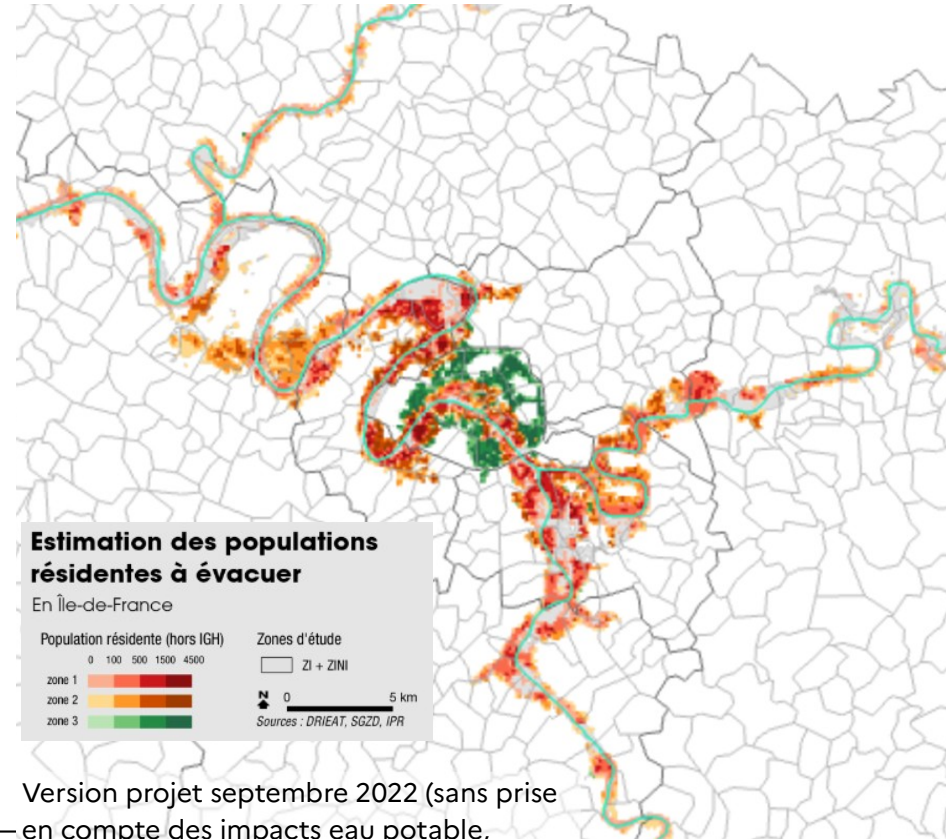 Estimation des populations
résidentes à évacuer
En Île-de-France
Population résidente (hors IGH)
0 100 500 1500 4500
zone 1
zone 2
zone 3
Zones d'étude
ZI + ZINI
N 0 5 km
Sources : DRIEAT, SGZD, IPR
Version projet septembre 2022 (sans prise
en compte des impacts eau potable,